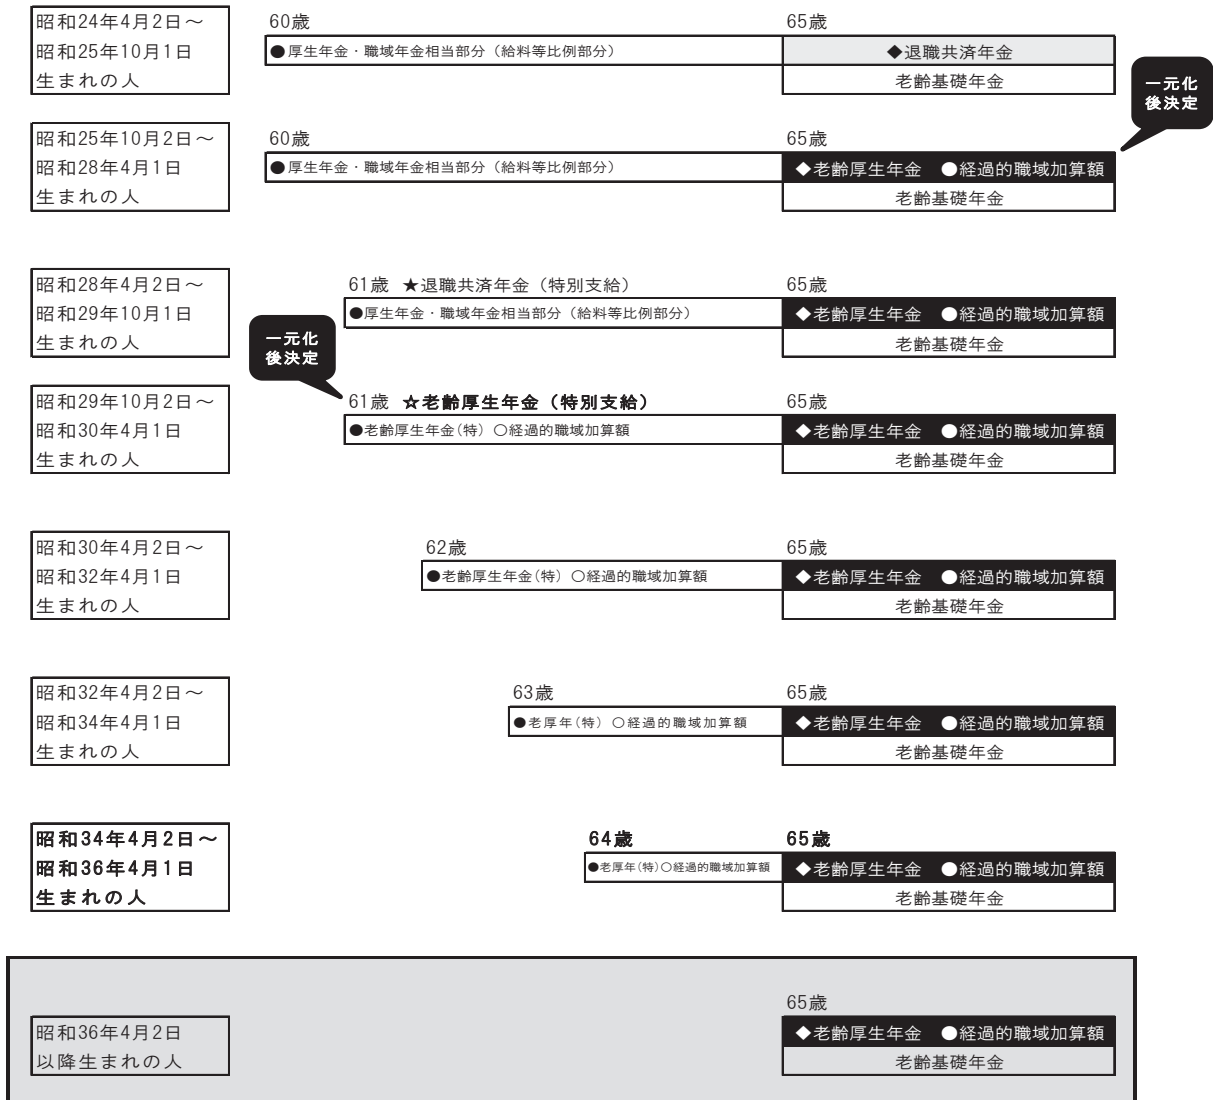 昭和24年4月2日～
昭和25年10月1日
生まれの人
60歳
65歳
●厚生年金・職域年金相当部分（給料等比例部分）
◆退職共済年金
老齢基礎年金
一元化
後決定
昭和25年10月2日～
昭和28年4月1日
生まれの人
60歳
65歳
●厚生年金・職域年金相当部分（給料等比例部分）
◆老齢厚生年金　●経過的職域加算額
老齢基礎年金
昭和28年4月2日～
昭和29年10月1日
生まれの人
61歳 ★退職共済年金（特別支給）
65歳
●厚生年金・職域年金相当部分（給料等比例部分）
◆老齢厚生年金　●経過的職域加算額
老齢基礎年金
一元化
後決定
昭和29年10月2日～
昭和30年4月1日
生まれの人
61歳 ☆老齢厚生年金（特別支給）
65歳
●老齢厚生年金(特) ○経過的職域加算額
◆老齢厚生年金　●経過的職域加算額
老齢基礎年金
昭和30年4月2日～
昭和32年4月1日
生まれの人
62歳
65歳
●老齢厚生年金(特) ○経過的職域加算額
◆老齢厚生年金　●経過的職域加算額
老齢基礎年金
昭和32年4月2日～
昭和34年4月1日
生まれの人
63歳
65歳
●老厚年(特) ○経過的職域加算額
◆老齢厚生年金　●経過的職域加算額
老齢基礎年金
昭和34年4月2日～
昭和36年4月1日
生まれの人
64歳
65歳
●老厚年(特)○経過的職域加算額
◆老齢厚生年金　●経過的職域加算額
老齢基礎年金
昭和36年4月2日
以降生まれの人
65歳
◆老齢厚生年金　●経過的職域加算額
老齢基礎年金